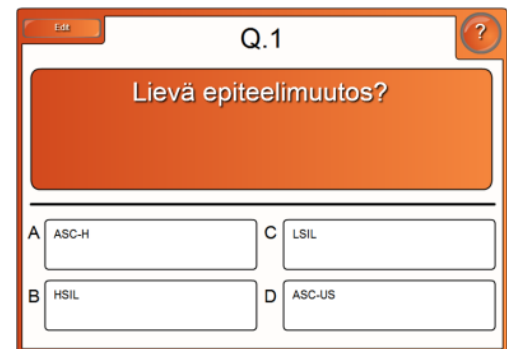 Edit
Q.1
?
Lievä epiteelimuutos?
A ASC-H
C LSIL
B HSIL
D ASC-US